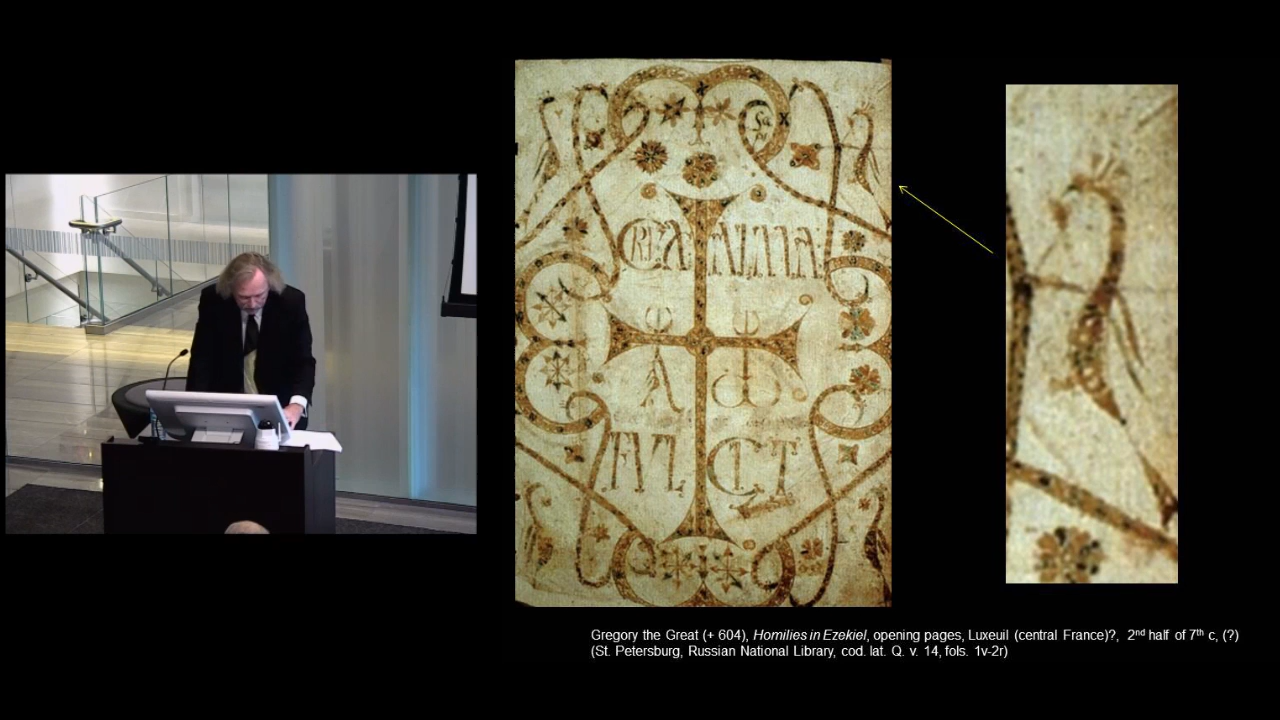 Gregory the Great (+ 604), Homilies in Ezekiel, opening pages, Luxeuil (central France)?, 2nd half of 7th c, (?)
(St. Petersburg, Russian National Library, cod. lat. Q. v. 14, fols. 1v-2r)